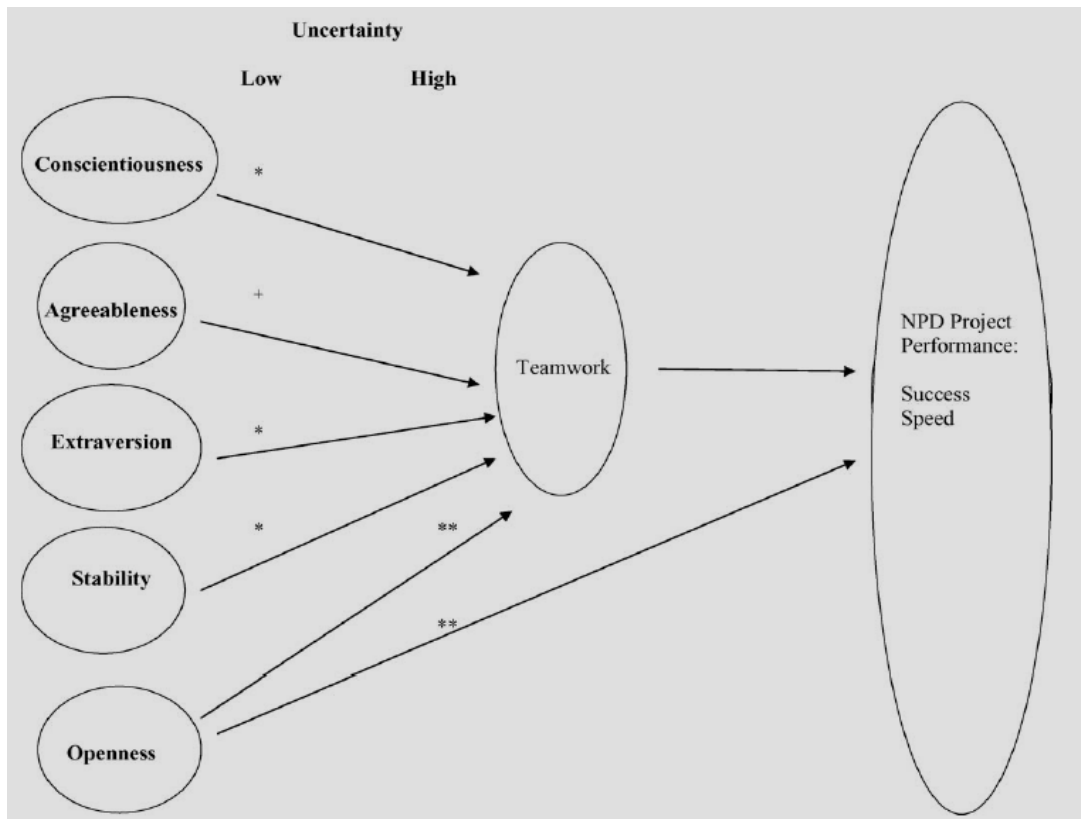 Uncertainty
Low High
Conscientiousness
*
Agreeableness
+
Extraversion
*
Stability
*
**
Openness
**
Teamwork
NPD Project
Performance:
Success
Speed